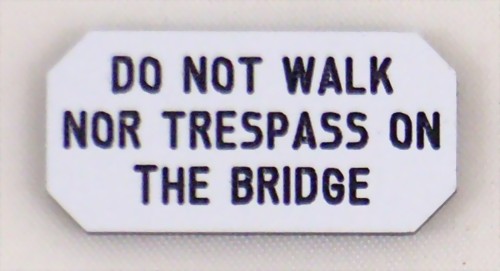 DO NOT WALK
NOR TRESPASS ON
THE BRIDGE